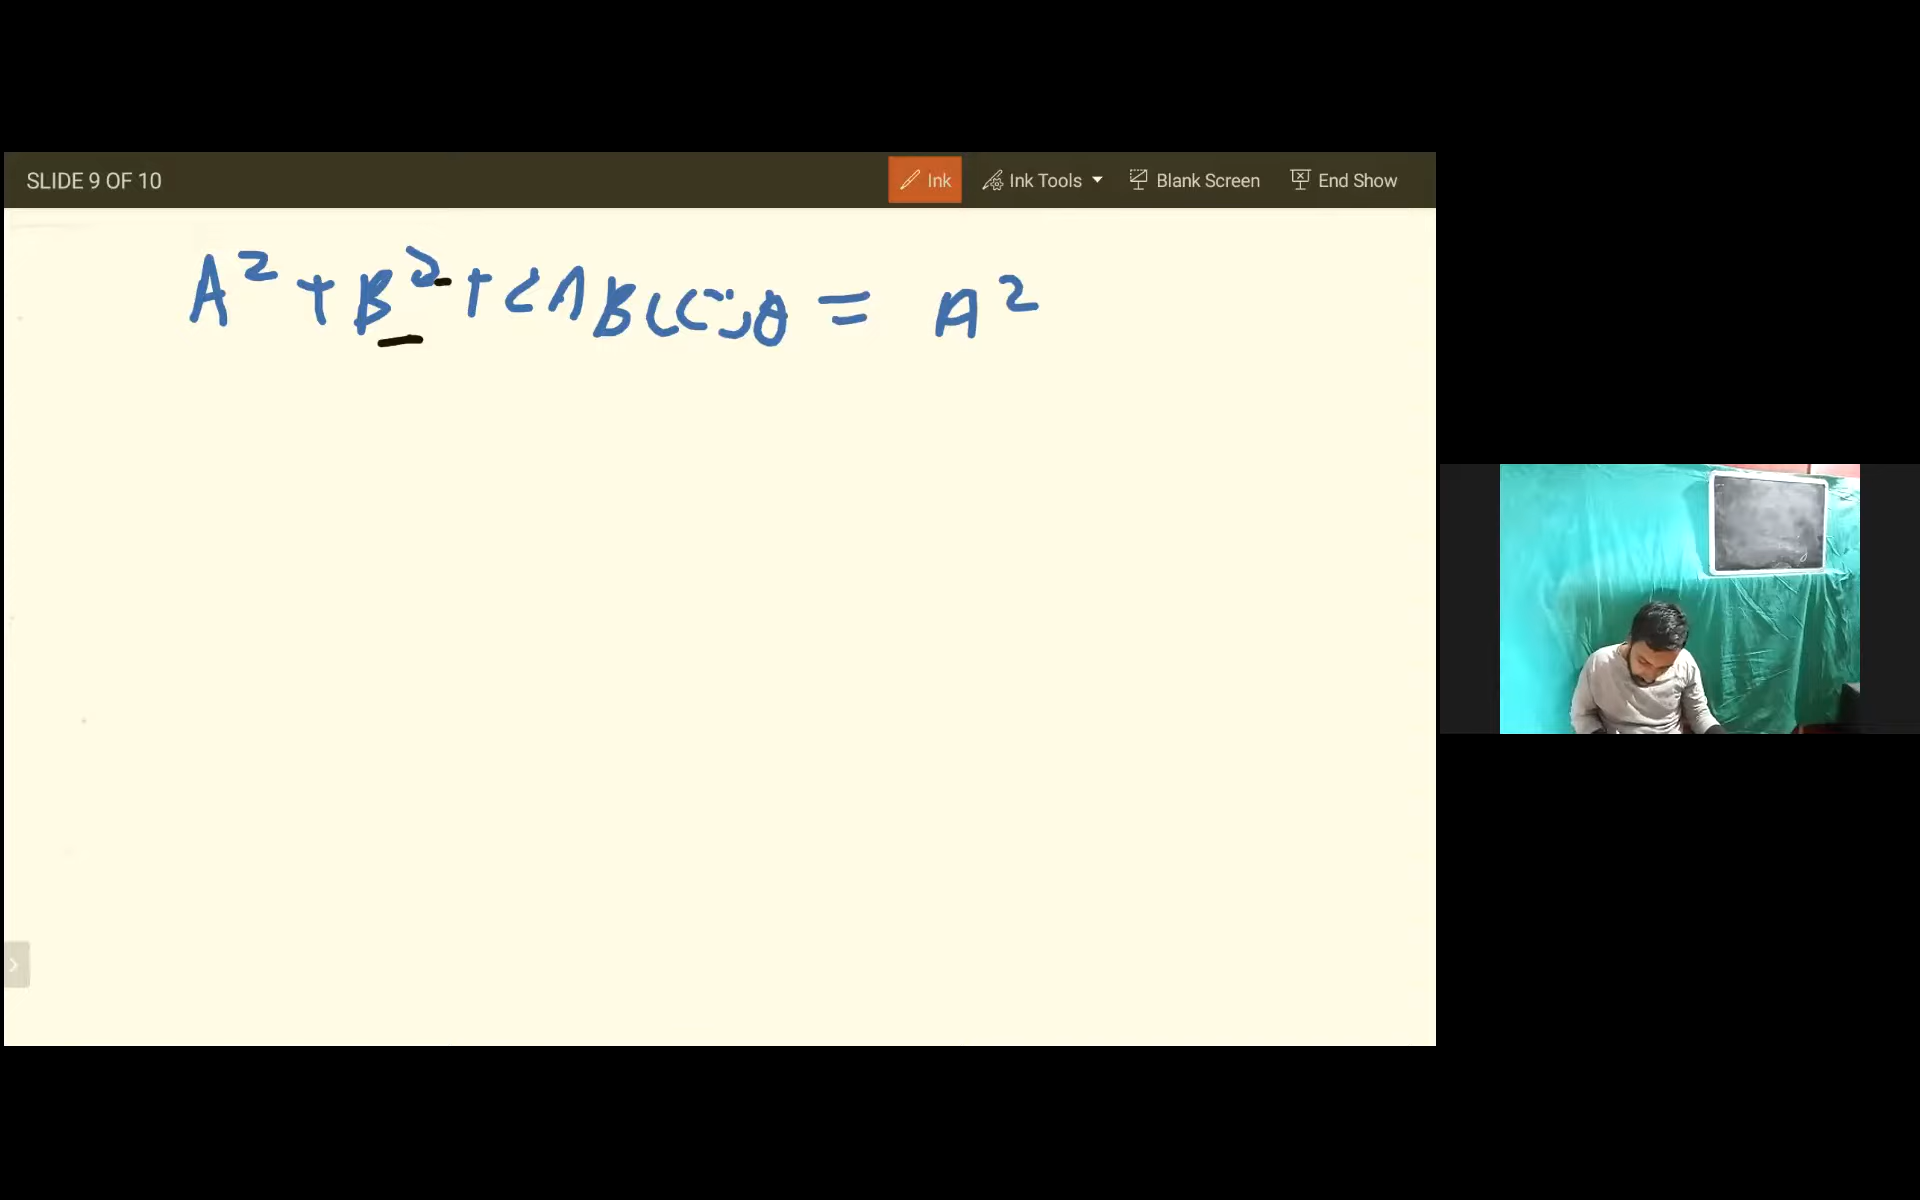 SLIDE 9 OF 10 Ink Ink Tools Blank Screen End Show
A² + B² + 2AB cos θ = A²